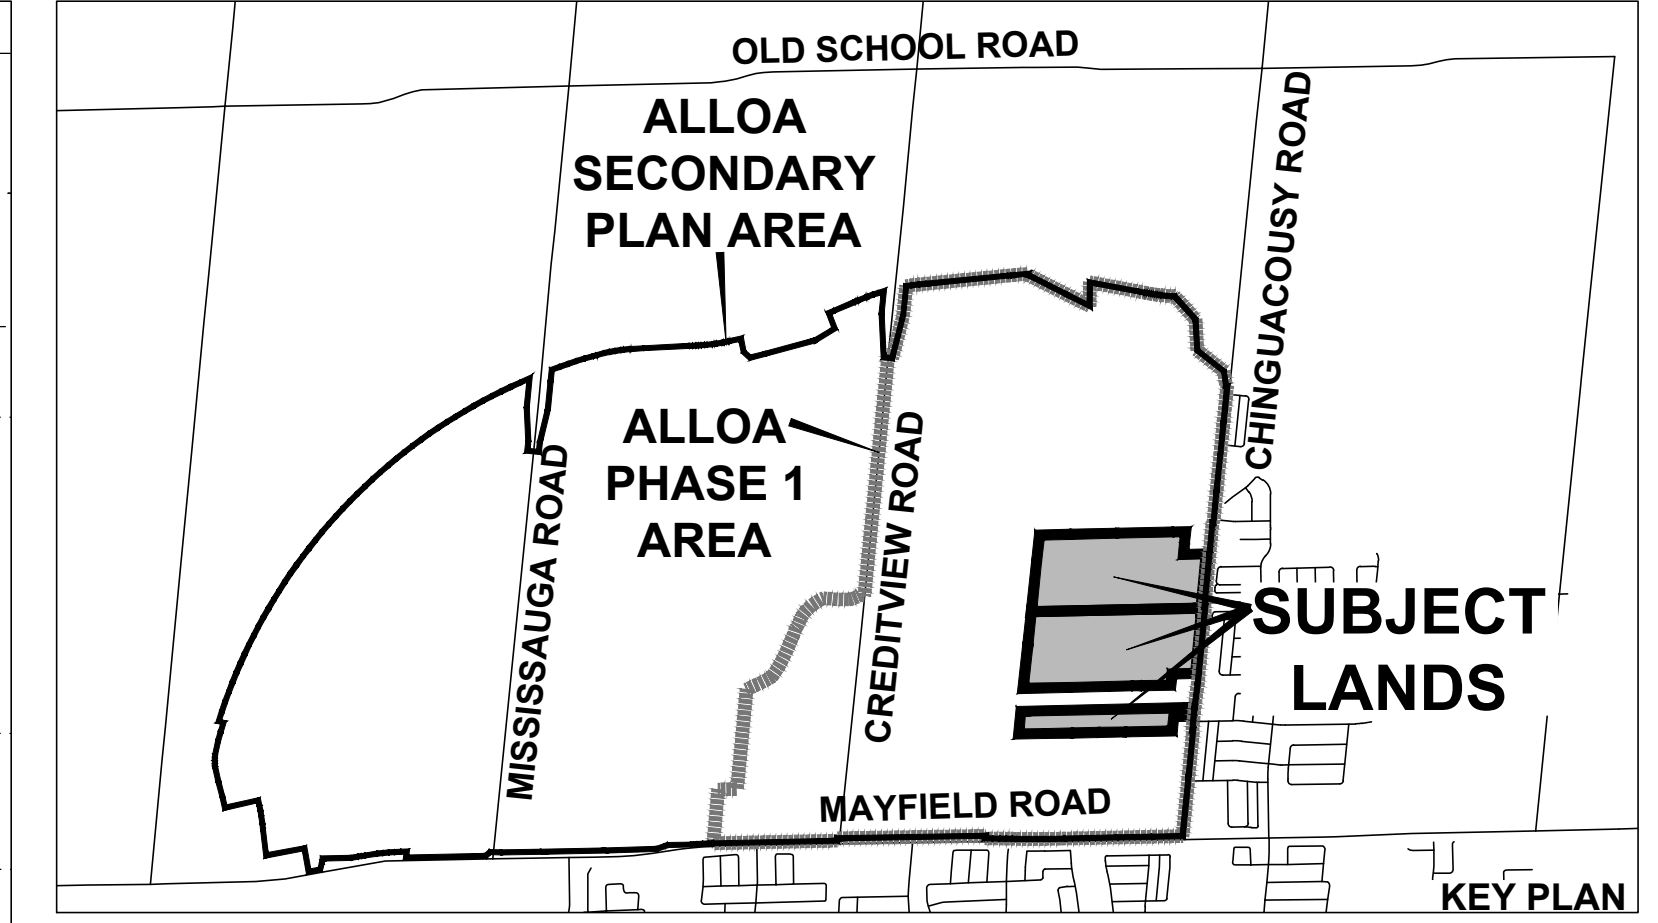 OLD SCHOOL ROAD
ALLOA
SECONDARY
PLAN AREA
CHINGUACOUSY ROAD
ALLOA
PHASE 1
AREA
MISSISSAUGA ROAD
CREDITVIEW ROAD
SUBJECT
LANDS
MAYFIELD ROAD
KEY PLAN